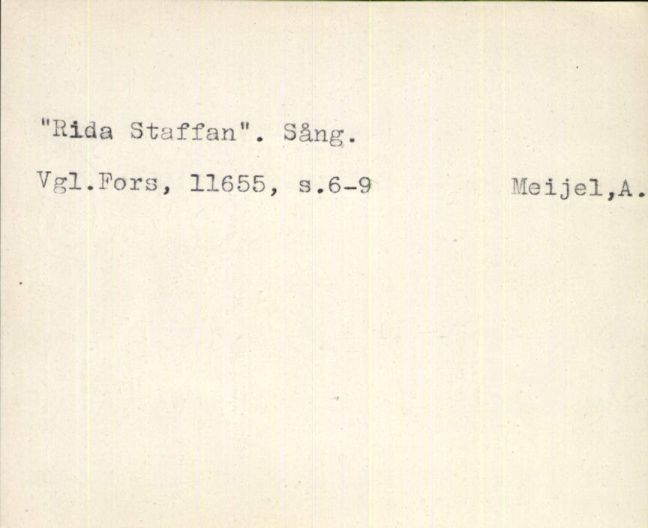 "Rida Staffan". Sång.
Vgl.Fors, 11655, s.6-9 Meijel,A.